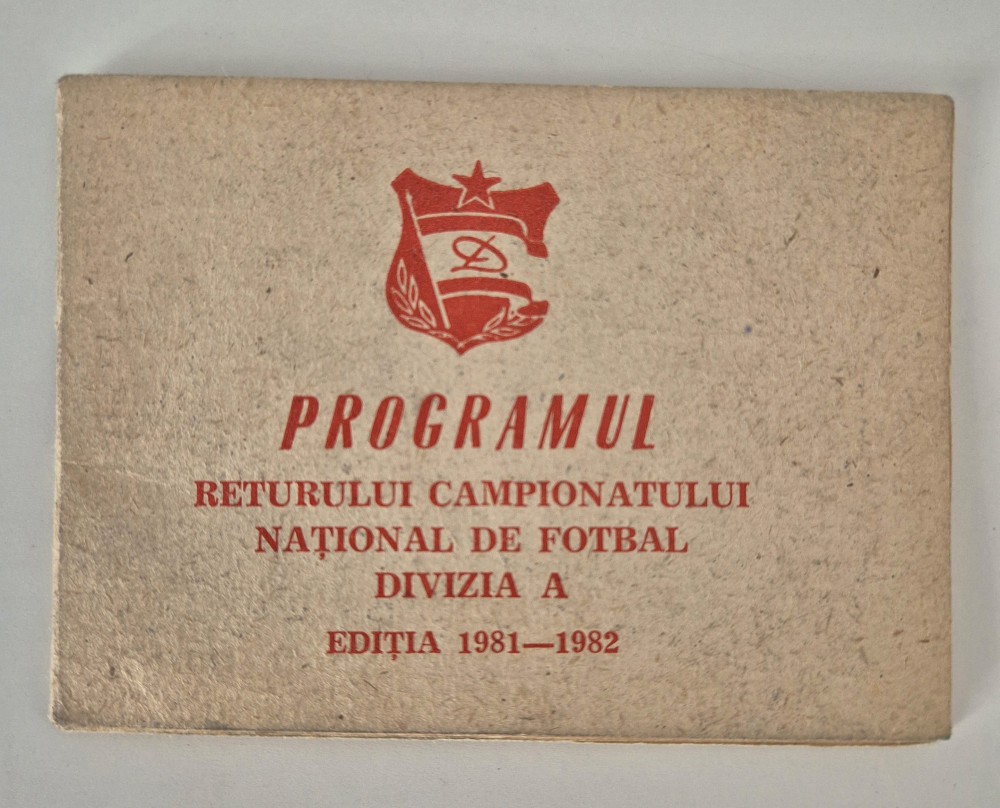 D
PROGRAMUL
RETURULUI CAMPIONATULUI
NAȚIONAL DE FOTBAL
DIVIZIA A
EDIȚIA 1981—1982